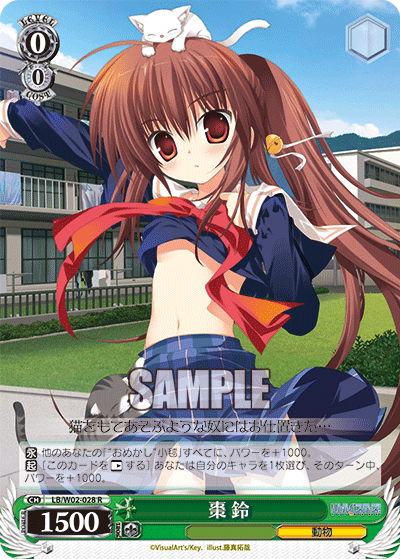 LEVEL
0
0
COST
SAMPLE
猫をもてあそぶような奴にはお仕置きだ…
永 他のあなたの「“おめかし”小毬」すべてに、パワーを+1000。
起 [このカードを する] あなたは自分のキャラを1枚選び、そのターン中、
パワーを+1000。
CH LB/W02-028 R
1500
棗 鈴
動物
©VisualArt's/Key. illust.藤真拓哉